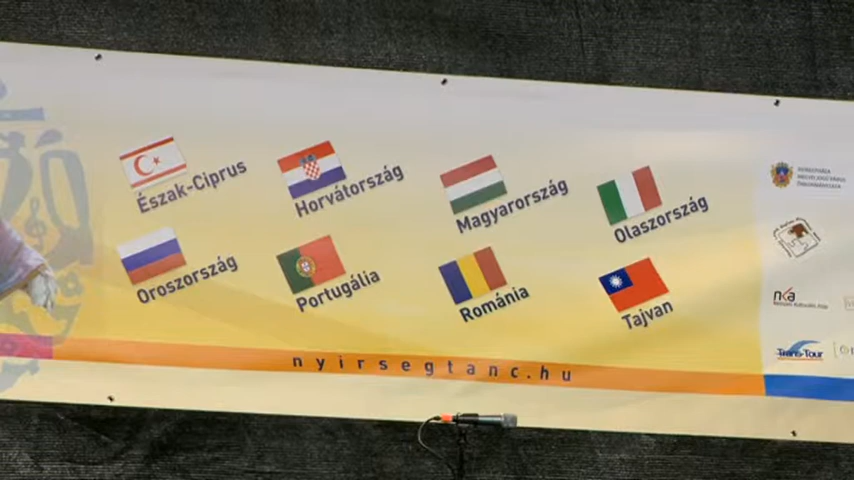 Észak-Ciprus
Horvátország
Magyarország
Olaszország
Oroszország
Portugália
Románia
Tajvan
nyirsegtanc.hu
nka
Trans-Tour